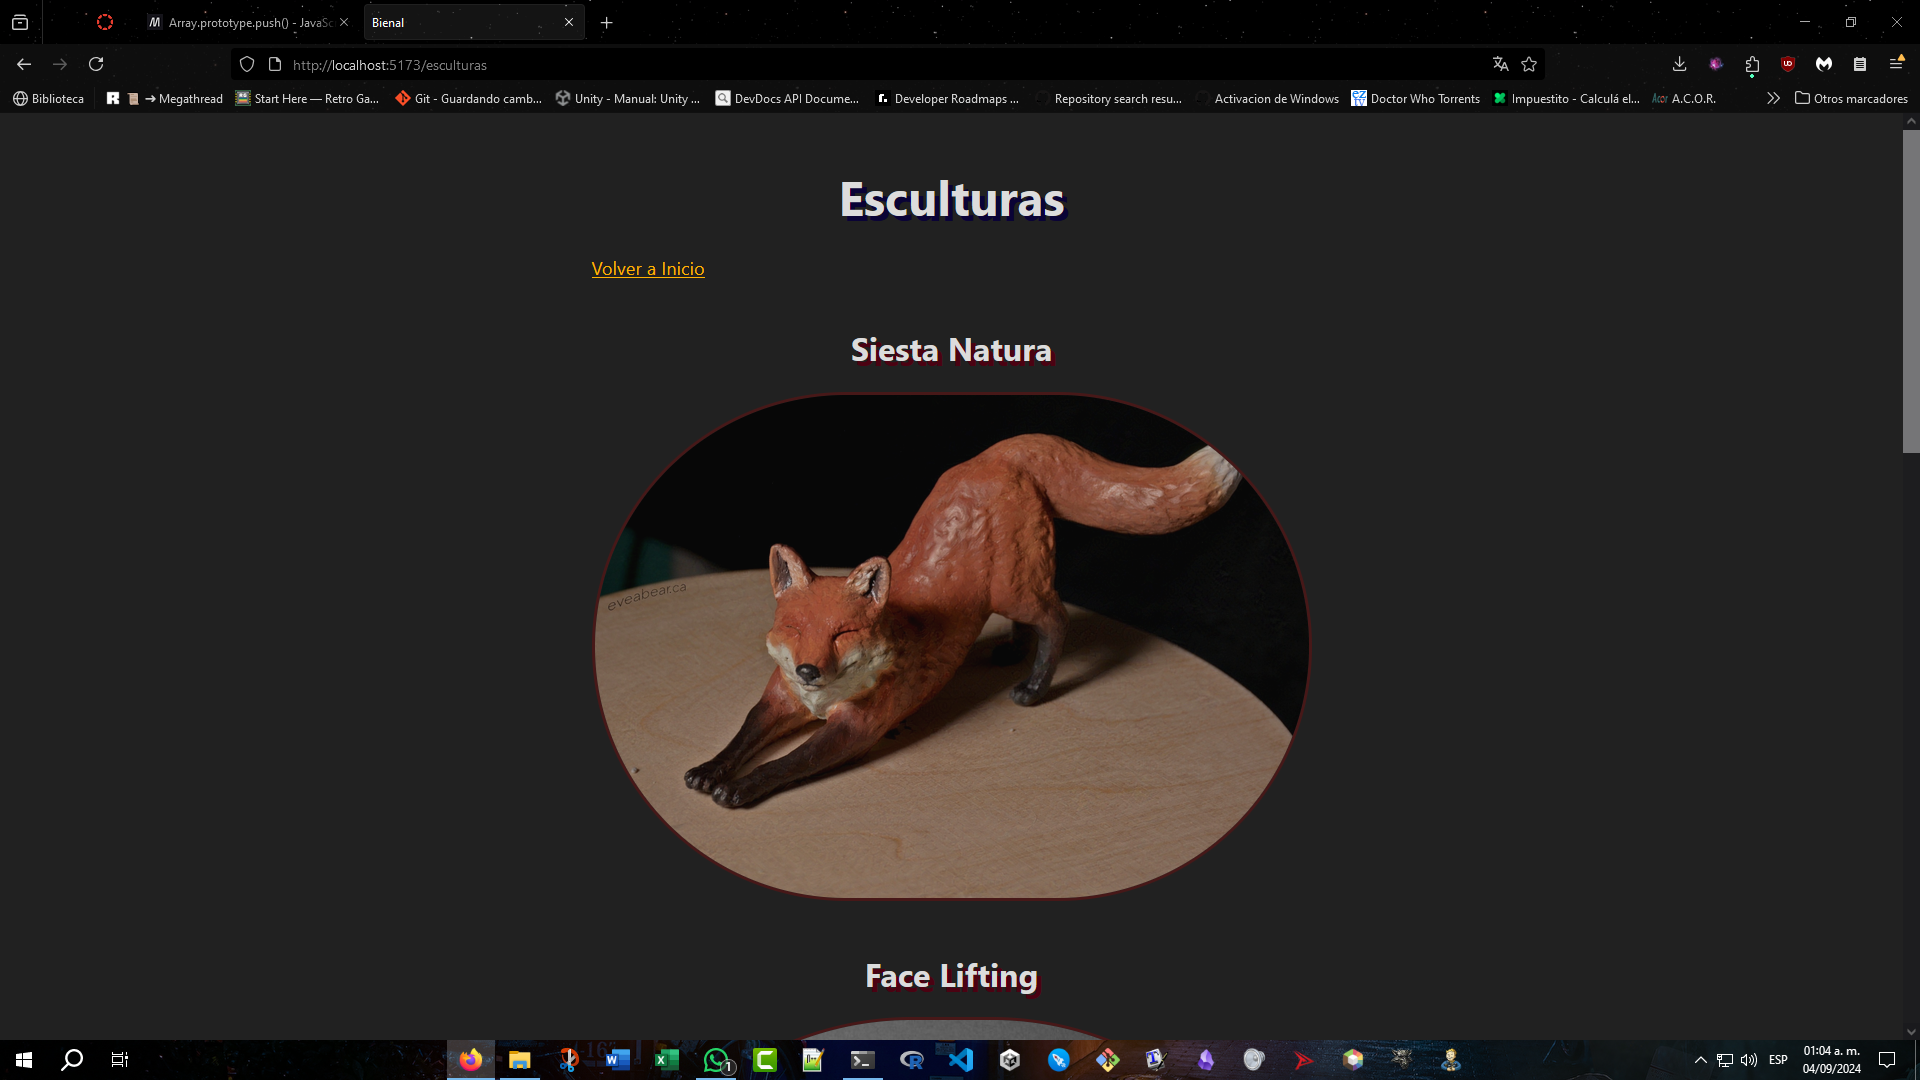 Array.prototype.push() - JavaSc
Bienal
http://localhost:5173/esculturas
Biblioteca
→ Megathread
Start Here — Retro Ga...
Git - Guardando camb...
Unity - Manual: Unity ...
DevDocs API Docume...
Developer Roadmaps ...
Repository search resu...
Activacion de Windows
Doctor Who Torrents
Impuestito - Calculá el...
A.C.O.R.
Otros marcadores
Esculturas
Volver a Inicio
Siesta Natura
eveabear.ca
Face Lifting
1
ESP
01:04 a. m.
04/09/2024